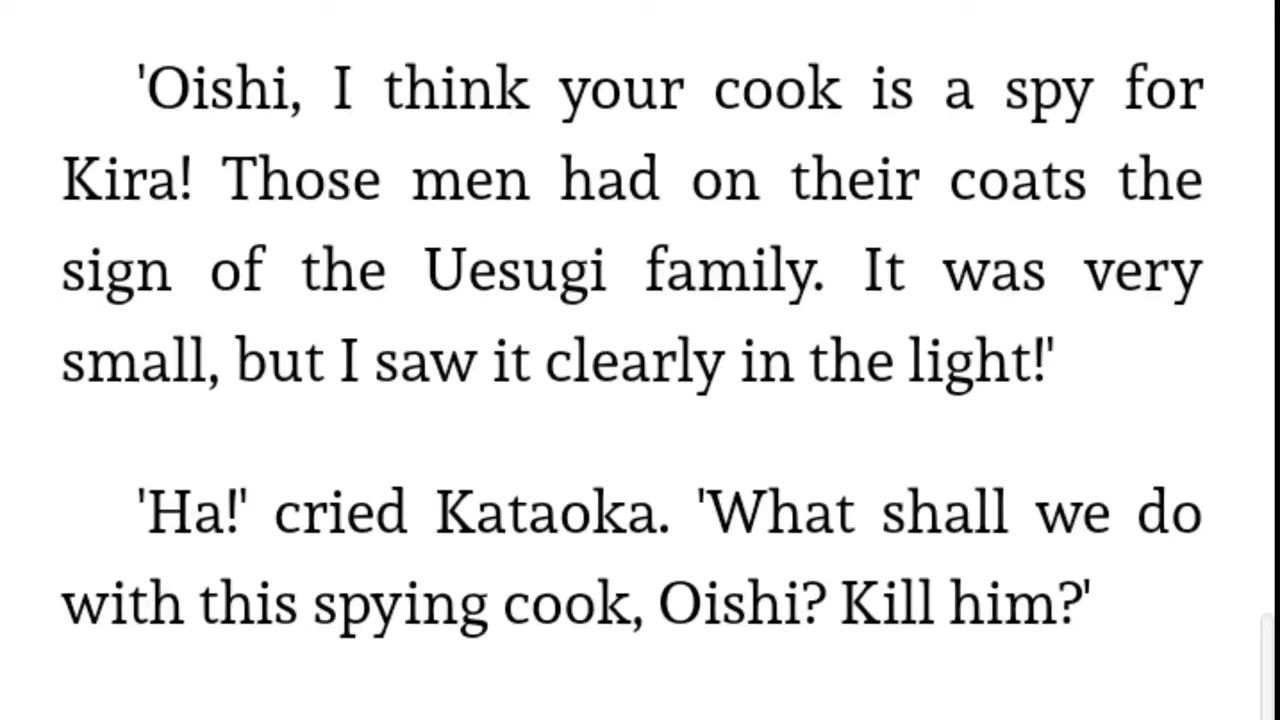 'Oishi, I think your cook is a spy for
Kira! Those men had on their coats the
sign of the Uesugi family. It was very
small, but I saw it clearly in the light!'
'Ha!' cried Kataoka. 'What shall we do
with this spying cook, Oishi? Kill him?'